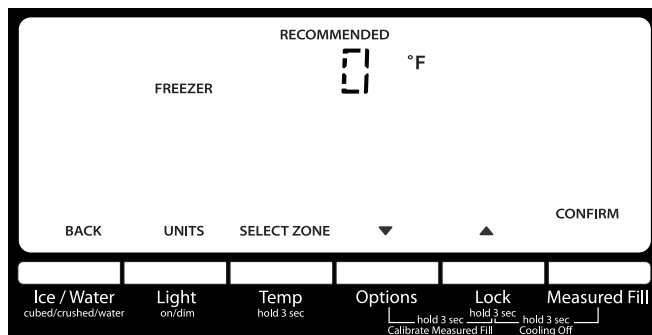 RECOMMENDED
0 °F
FREEZER
CONFIRM
BACK UNITS SELECT ZONE ▼ ▲
Ice / Water Light Temp Options Lock Measured Fill
cubed/crushed/water on/dim hold 3 sec hold 3 sec
hold 3 sec hold 3 sec
Calibrate Measured Fill Cooling Off